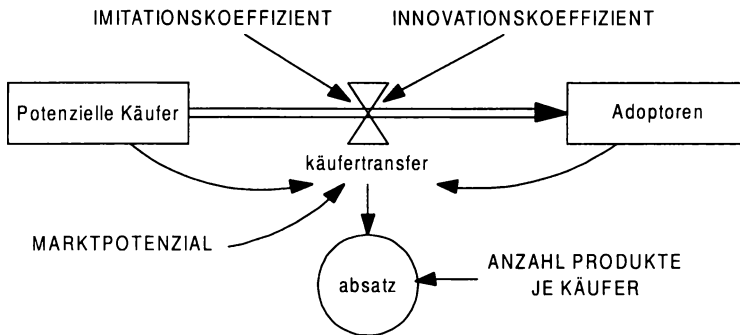 IMITATIONSKOEFFIZIENT
INNOVATIONSKOEFFIZIENT
Potenzielle Käufer
Adoptoren
käufertransfer
MARKTPOTENZIAL
absatz
ANZAHL PRODUKTE
JE KÄUFER